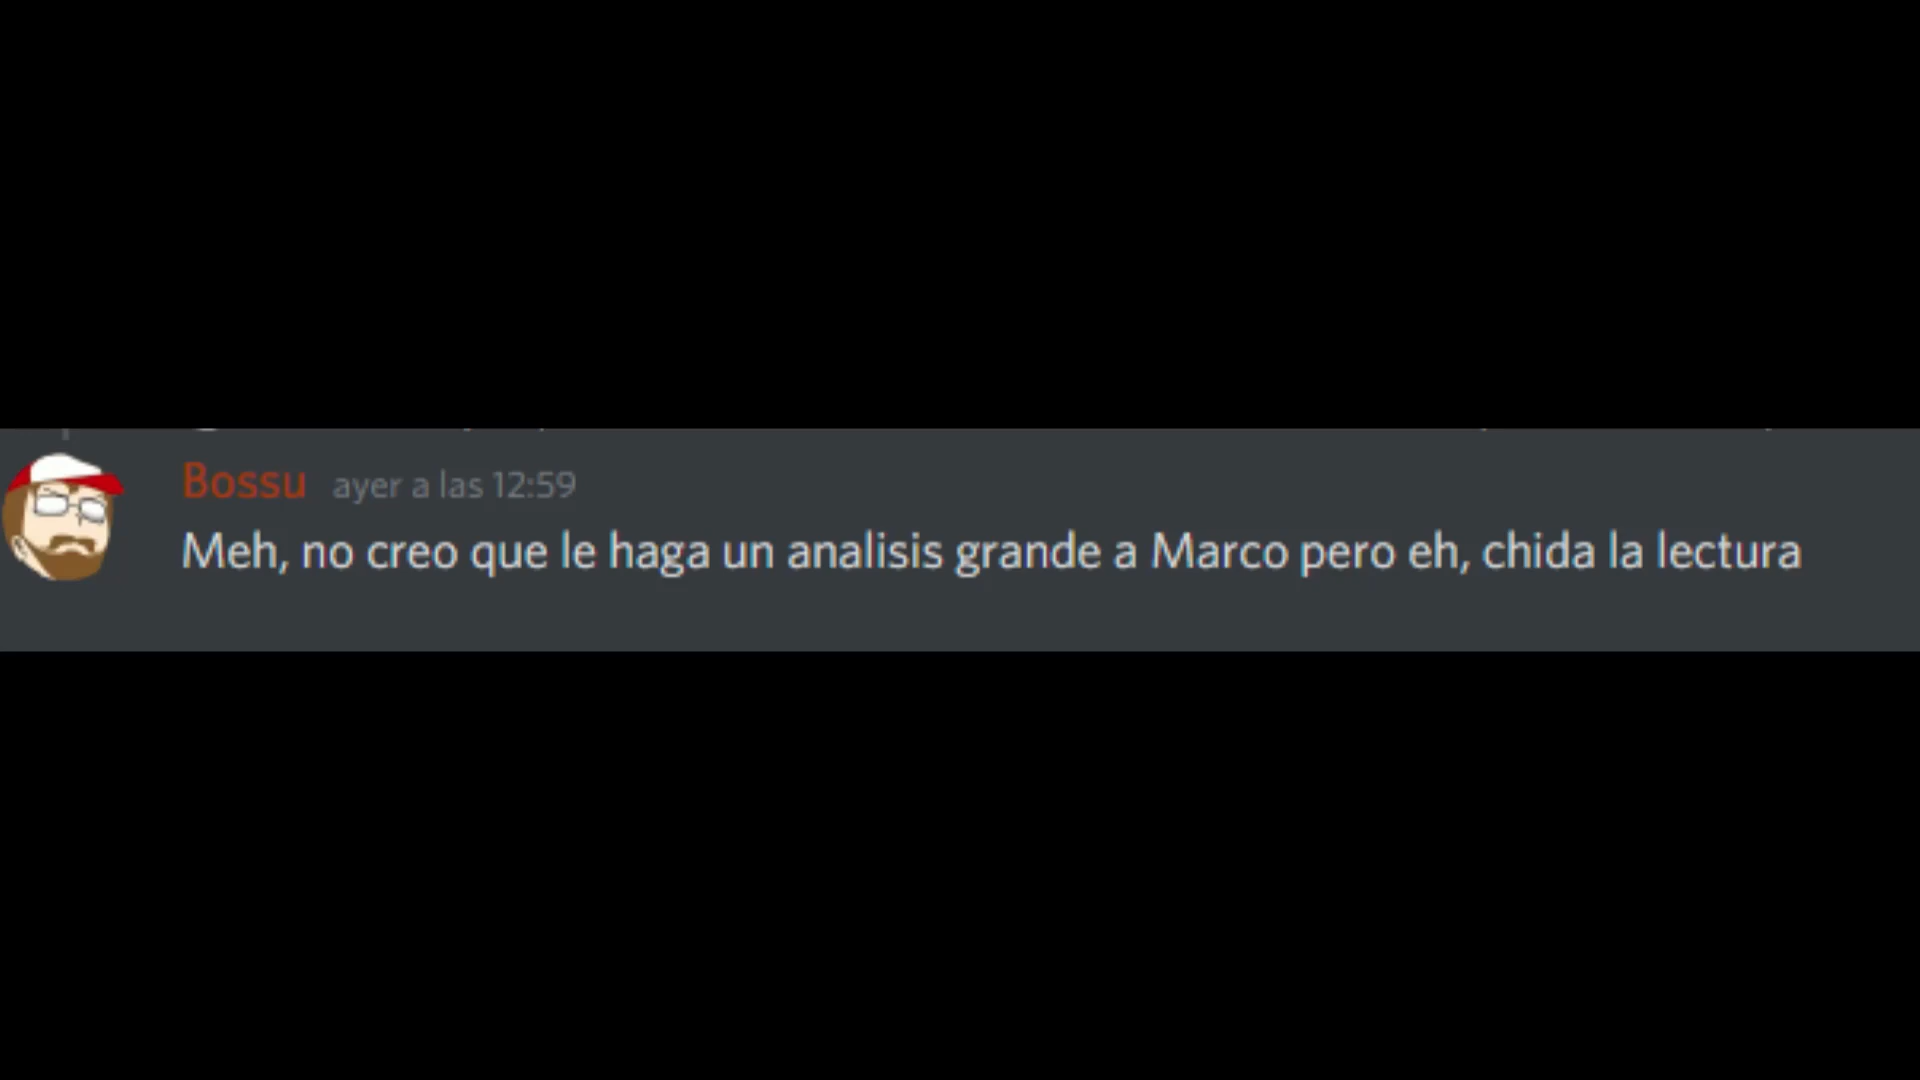 Bossu ayer a las 12:59
Meh, no creo que le haga un analisis grande a Marco pero eh, chida la lectura